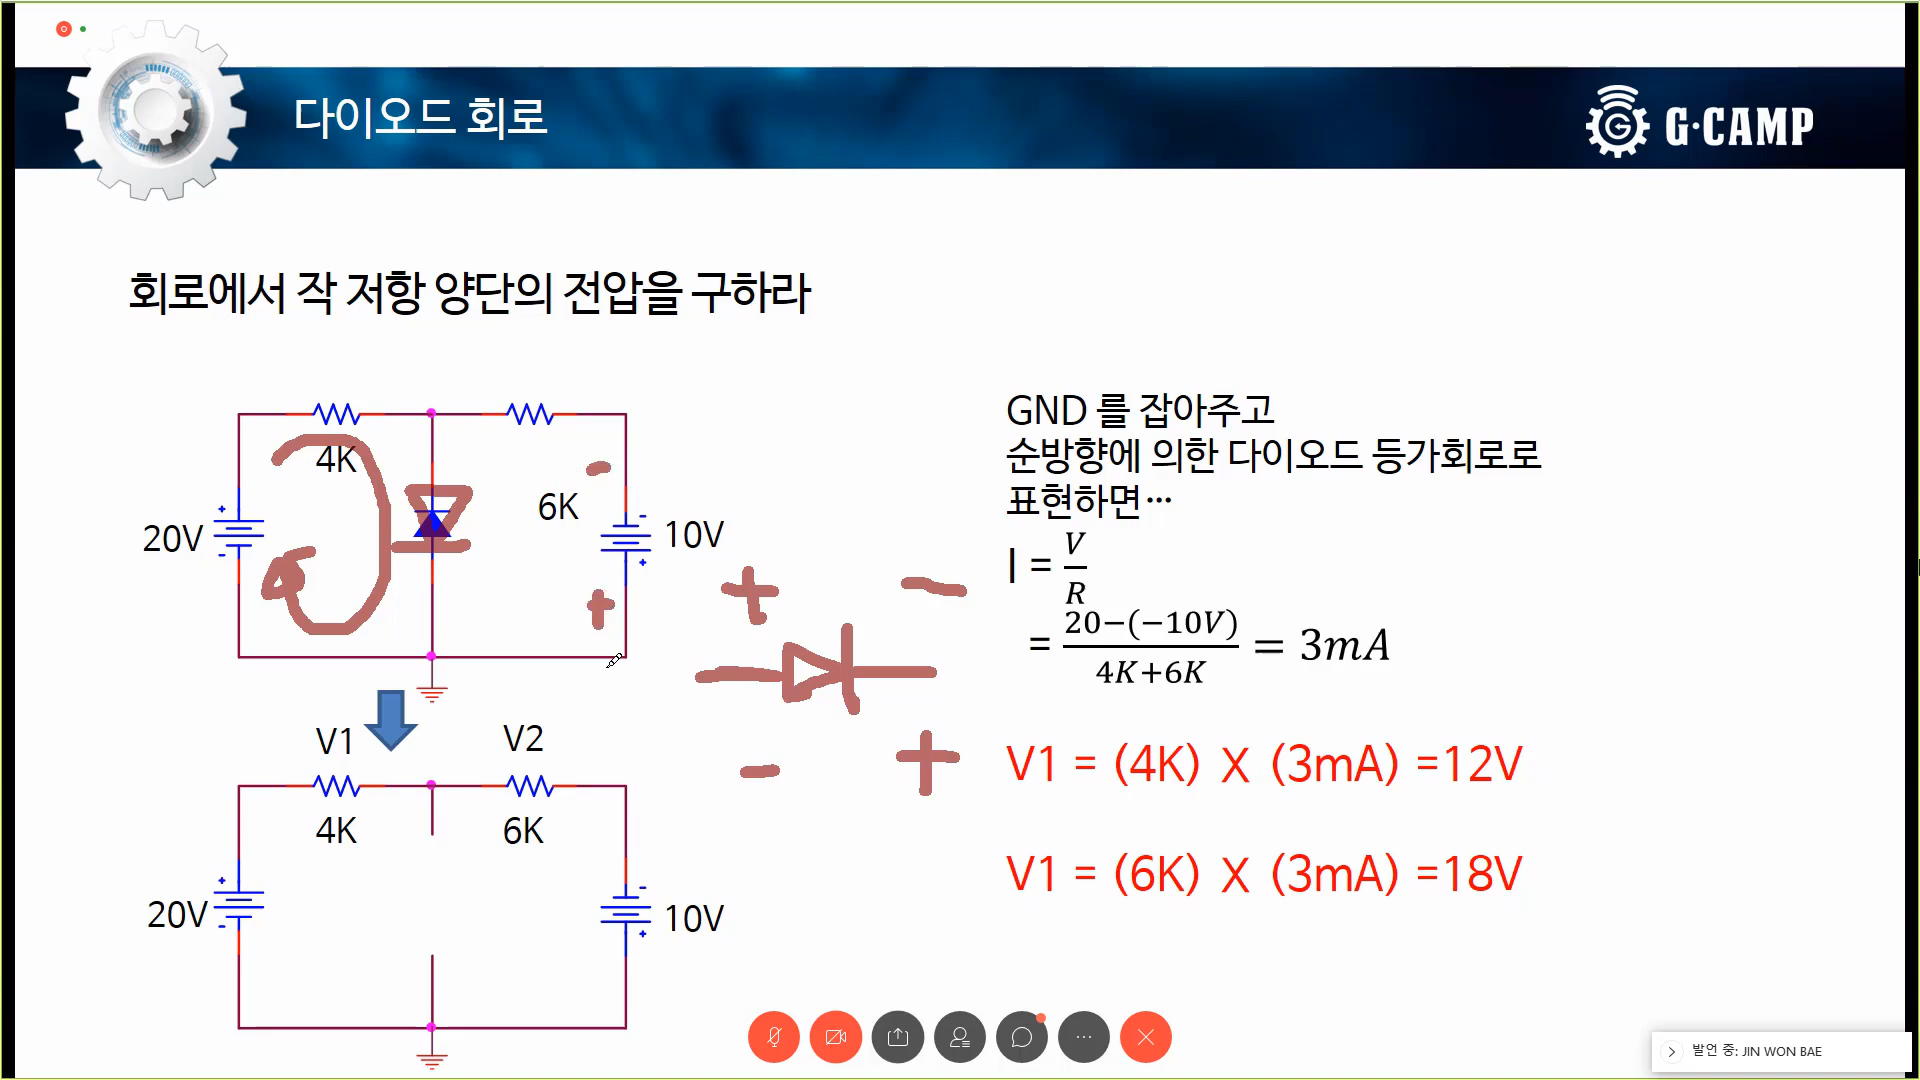 다이오드 회로
G·CAMP
회로에서 작 저항 양단의 전압을 구하라
4K
6K
20V
10V
+
-
-
+
GND 를 잡아주고
순방향에 의한 다이오드 등가회로로
표현하면…
I = V/R
= 20−(−10V)/4K+6K = 3mA
V1 = (4K) X (3mA) =12V
V1 = (6K) X (3mA) =18V
-
+
+
-
-
+
V1
V2
4K
6K
20V
10V
+
-
-
+
발언 중: JIN WON BAE